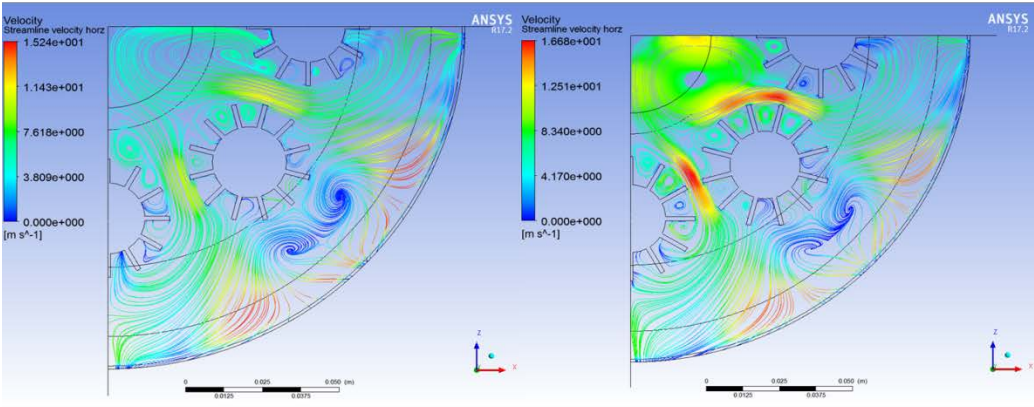 Velocity
Streamline velocity horz
1.524e+001
1.143e+001
7.618e+000
3.809e+000
0.000e+000
[m s^-1]
ANSYS
R17.2
Z
X
0 0.025 0.050 (m)
0.0125 0.0375
Velocity
Streamline velocity horz
1.668e+001
1.251e+001
8.340e+000
4.170e+000
0.000e+000
[m s^-1]
ANSYS
R17.2
Z
X
0 0.025 0.050 (m)
0.0125 0.0375